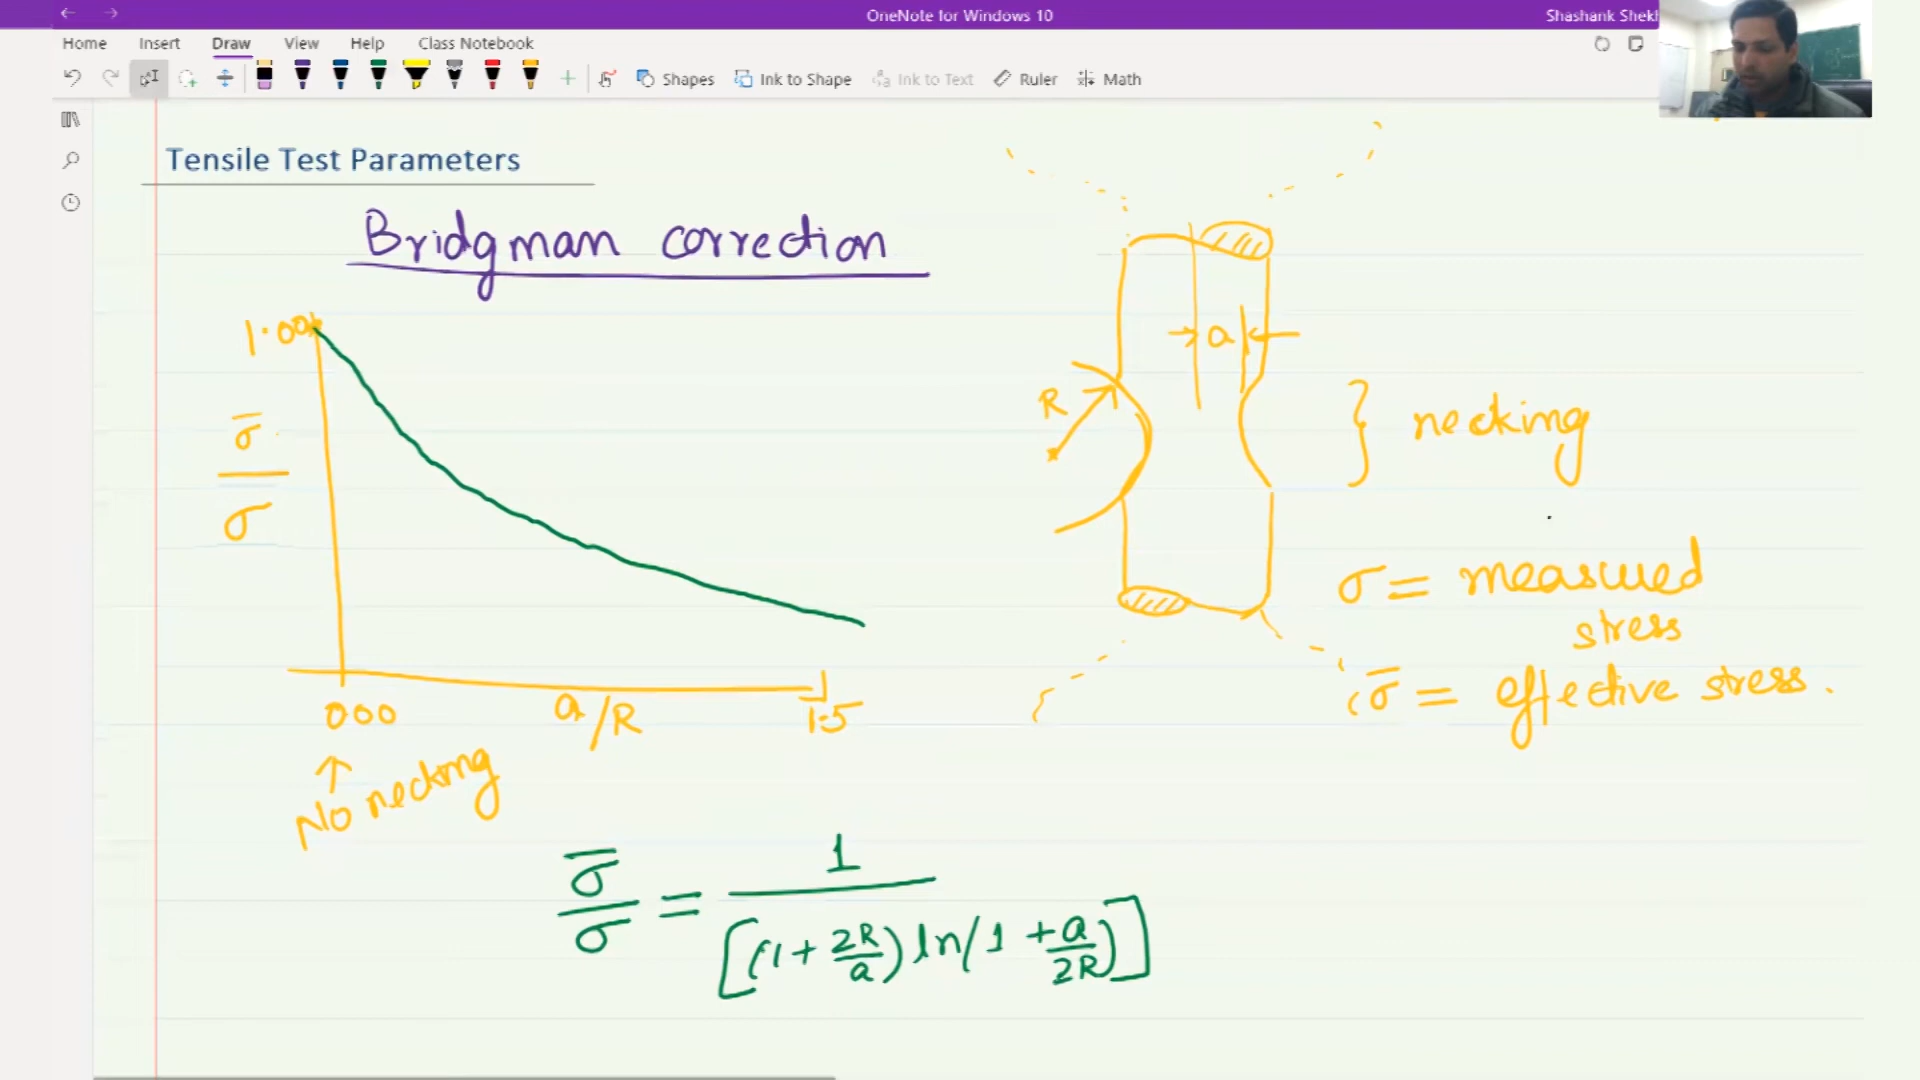 OneNote for Windows 10
Shashank Shekh
Home Insert Draw View Help Class Notebook
Shapes Ink to Shape Ink to Text Ruler Math
Tensile Test Parameters
Bridgman correction
1.00
σ̄/σ
000
a/R
1.5
↑
No necking
a
R
} necking
σ = measured
stress
σ̄ = effective stress.
σ̄/σ = 1/[(1+2R/a) ln(1+a/2R)]